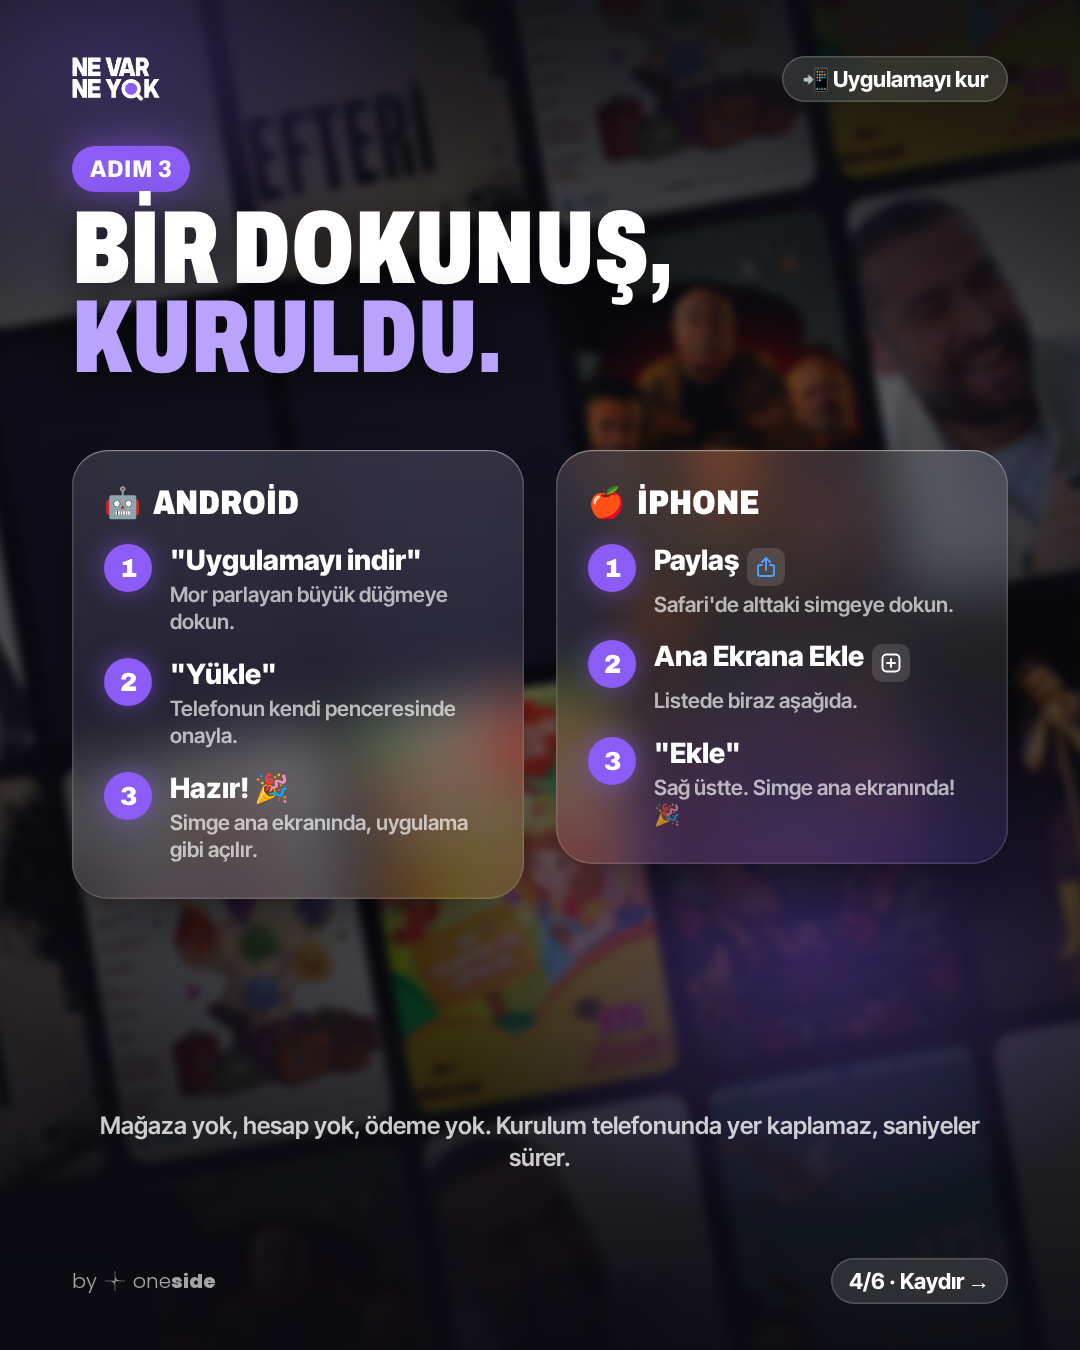 NE VAR
NE YOK
📲 Uygulamayı kur
EFTERİ
ADIM 3
BİR DOKUNUŞ,
KURULDU.
🤖 ANDROİD
1 "Uygulamayı indir"
Mor parlayan büyük düğmeye
dokun.
2 "Yükle"
Telefonun kendi penceresinde
onayla.
3 Hazır! 🎉
Simge ana ekranında, uygulama
gibi açılır.
🍎 İPHONE
1 Paylaş
Safari'de alttaki simgeye dokun.
2 Ana Ekrana Ekle
Listede biraz aşağıda.
3 "Ekle"
Sağ üstte. Simge ana ekranında!
🎉
Mağaza yok, hesap yok, ödeme yok. Kurulum telefonunda yer kaplamaz, saniyeler
sürer.
by oneside
4/6 · Kaydır →